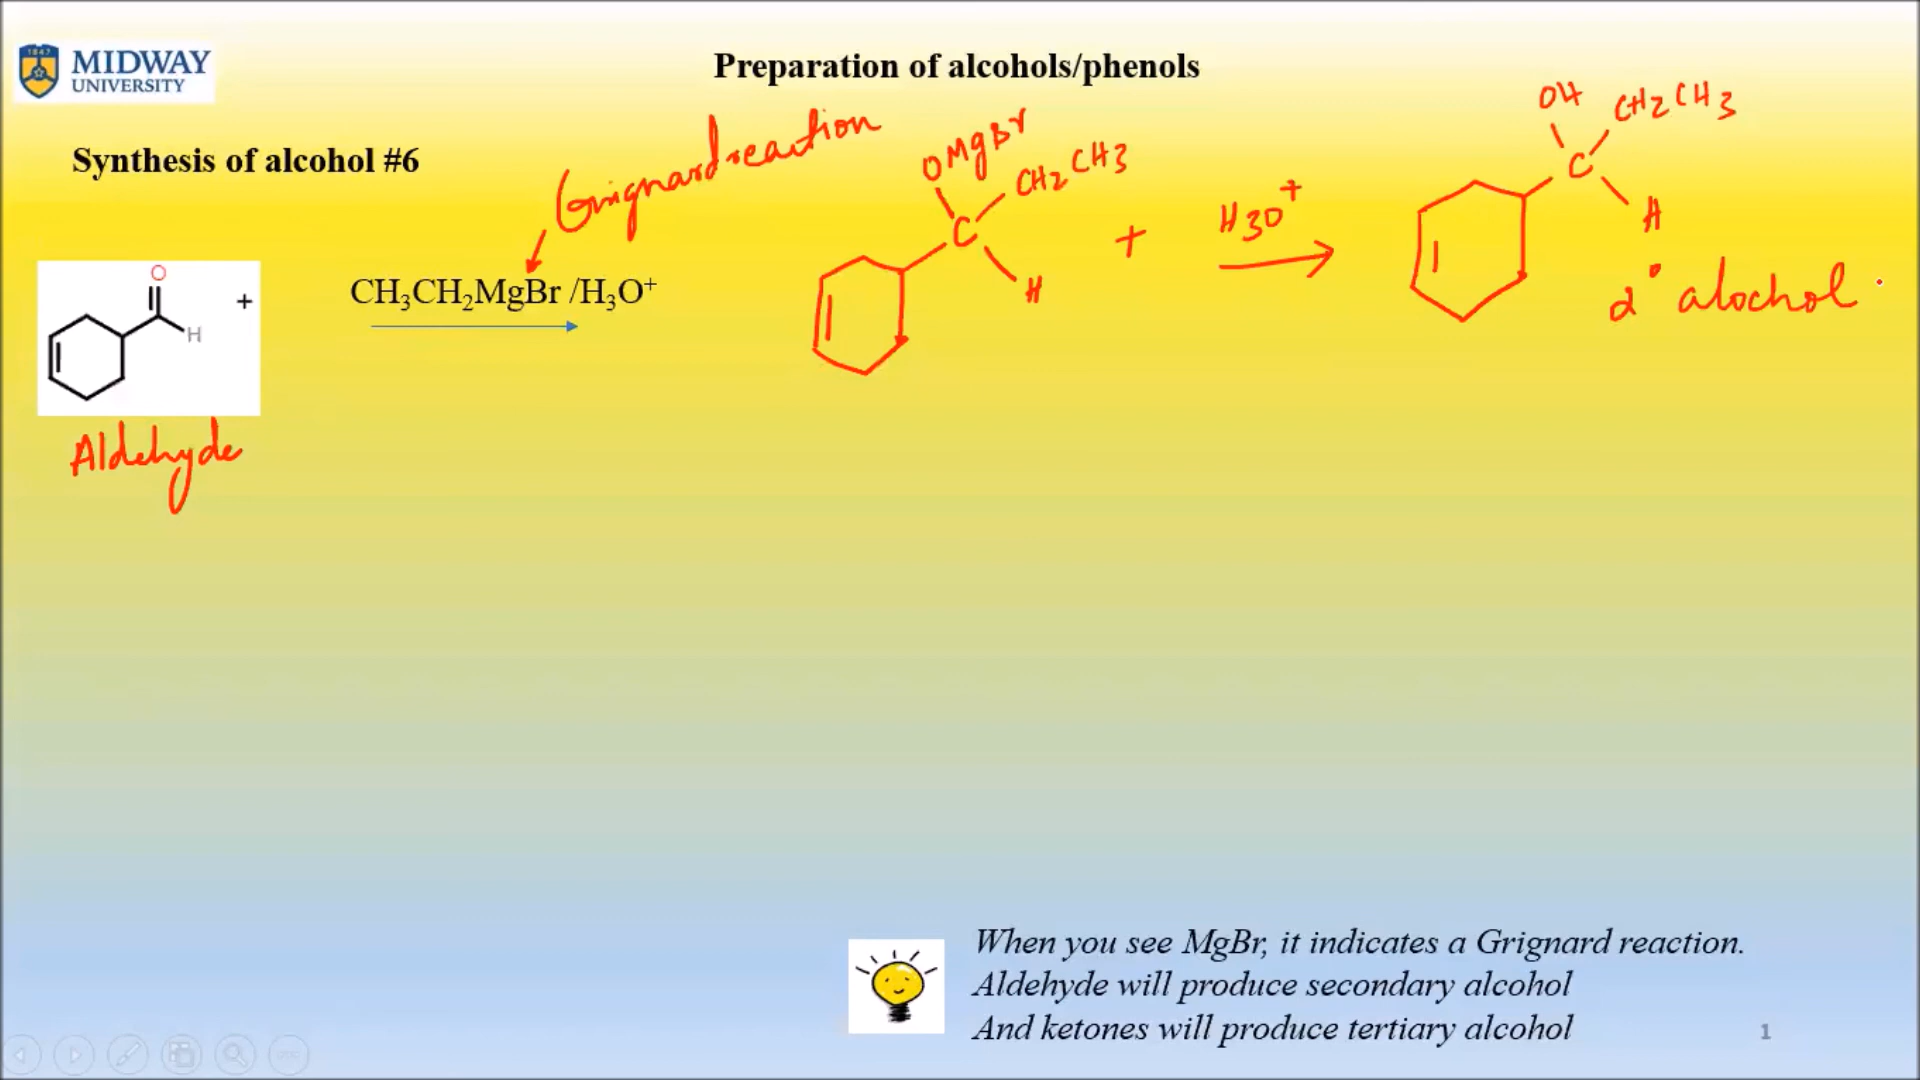 1847
MIDWAY
UNIVERSITY
Preparation of alcohols/phenols
Synthesis of alcohol #6
Grignard reaction
O
H
+
CH₃CH₂MgBr /H₃O⁺
Aldehyde
OMgBr
CH2CH3
C
H
+
H3O+
OH
CH2CH3
C
H
2° alochol
When you see MgBr, it indicates a Grignard reaction.
Aldehyde will produce secondary alcohol
And ketones will produce tertiary alcohol
1